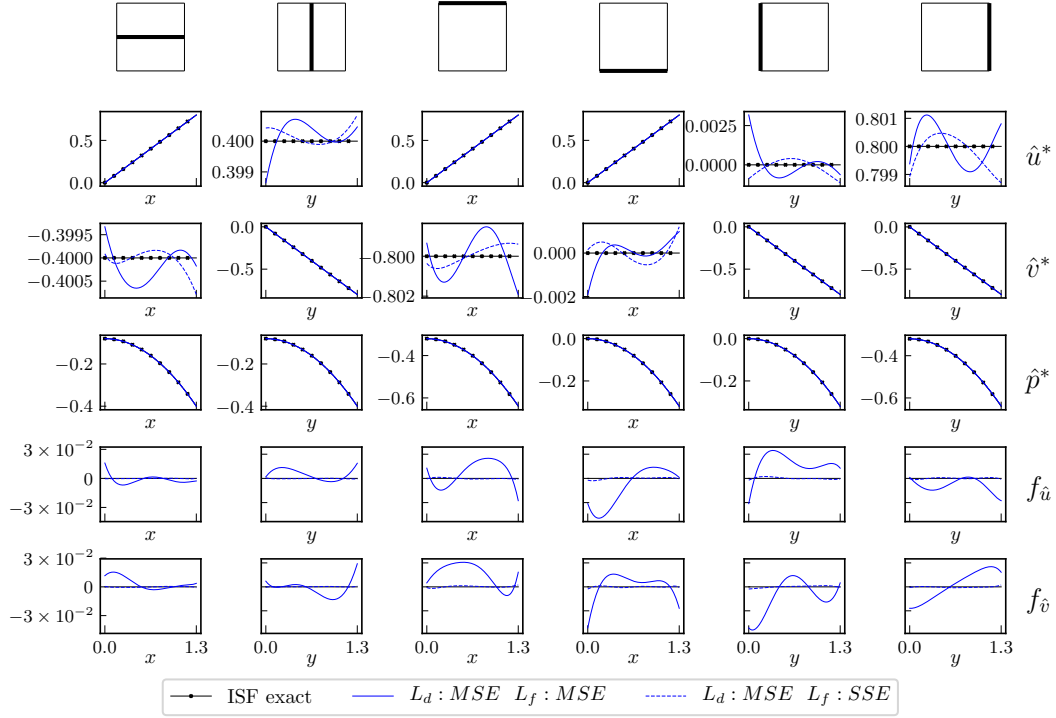 0.5 0.0 x
0.400 0.399 y
0.5 0.0 x
0.5 0.0 x
0.0025 0.0000 y
0.801 0.800 0.799 y
û*
−0.3995 −0.4000 −0.4005 x
0.0 −0.5 y
−0.800 −0.802 x
0.000 −0.002 x
0.0 −0.5 y
0.0 −0.5 y
v̂*
−0.2 −0.4 x
−0.2 −0.4 y
−0.4 −0.6 x
0.0 −0.2 x
0.0 −0.2 y
−0.4 −0.6 y
p̂*
3 × 10⁻² 0 −3 × 10⁻² x
y
x
x
y
y
f_û
3 × 10⁻² 0 −3 × 10⁻² 0.0 1.3 x
0.0 1.3 y
0.0 1.3 x
0.0 1.3 x
0.0 1.3 y
0.0 1.3 y
f_v̂
ISF exact
L_d : MSE L_f : MSE
L_d : MSE L_f : SSE